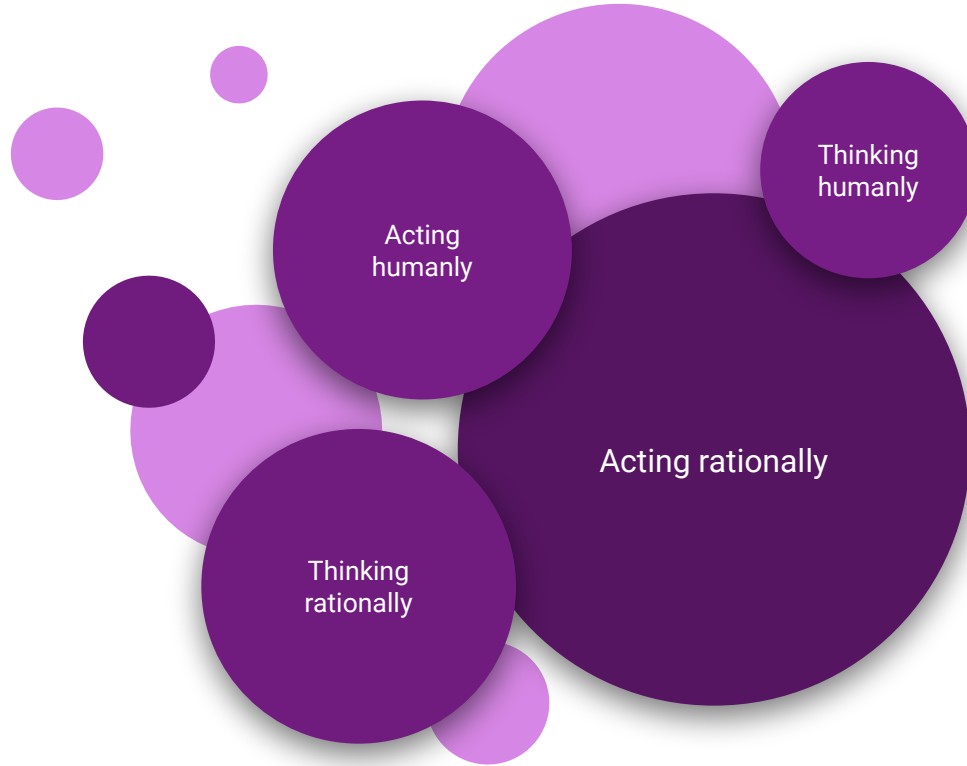 Thinking
humanly
Acting
humanly
Acting rationally
Thinking
rationally